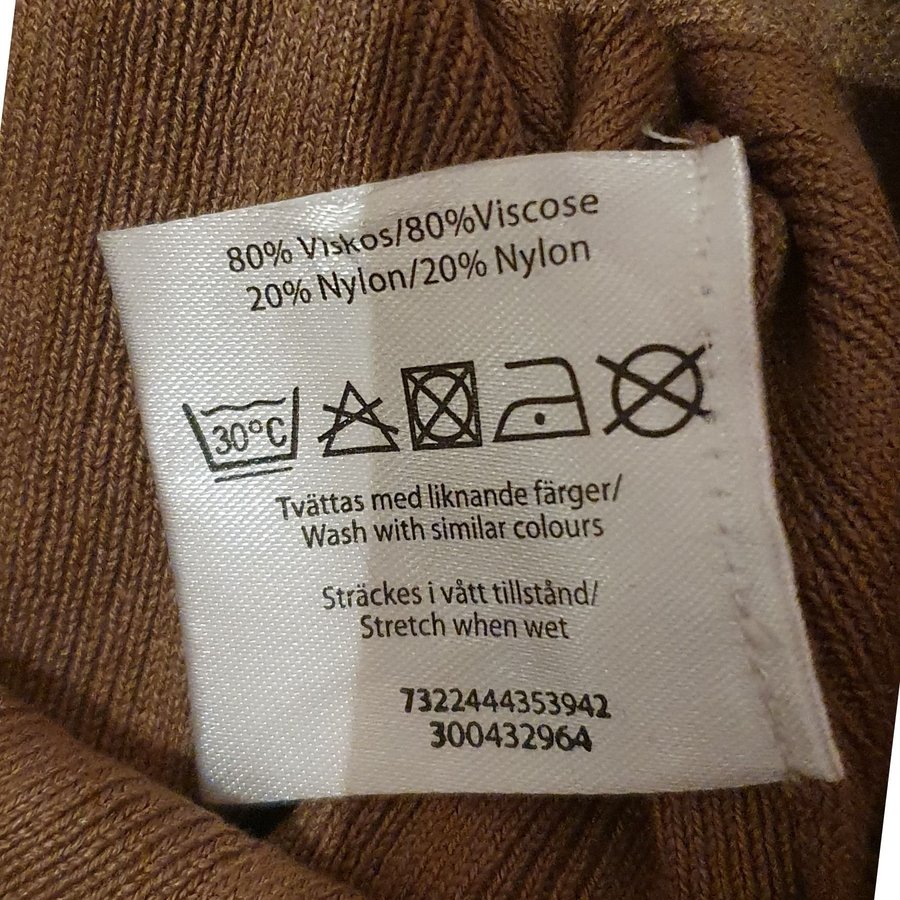 80% Viskos/80%Viscose
20% Nylon/20% Nylon
30°C
Tvättas med liknande färger/
Wash with similar colours
Sträckes i vått tillstånd/
Stretch when wet
7322444353942
300432964